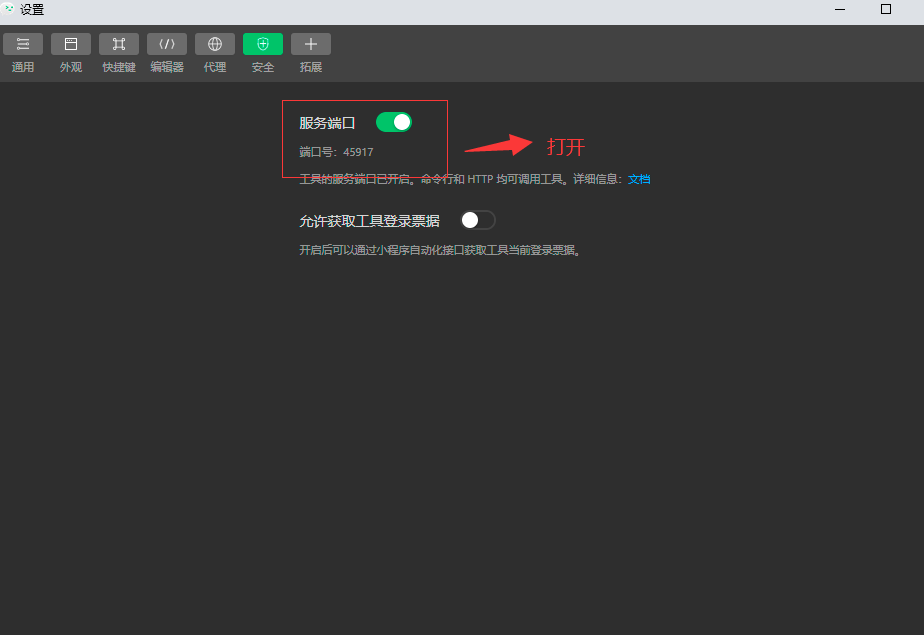 设置
通用 外观 快捷键 编辑器 代理 安全 拓展
服务端口
端口号：45917
打开
工具的服务端口已开启。命令行和 HTTP 均可调用工具。详细信息：文档
允许获取工具登录票据
开启后可以通过小程序自动化接口获取工具当前登录票据。